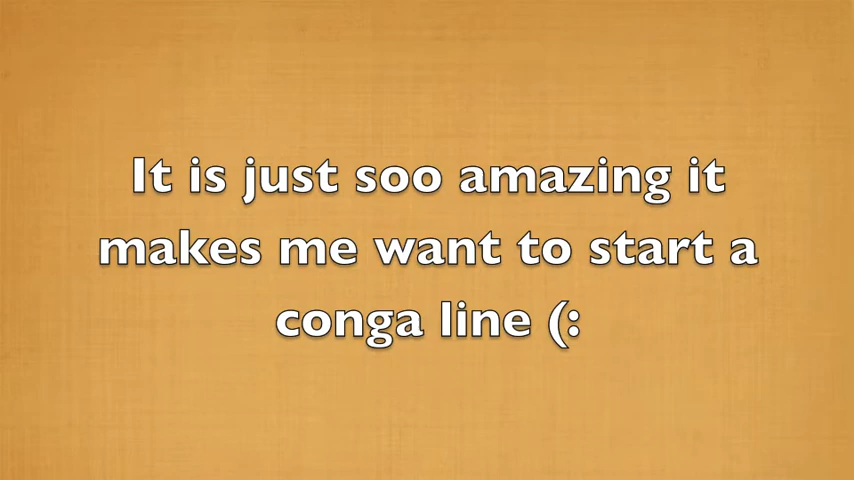 It is just soo amazing it
makes me want to start a
conga line (: